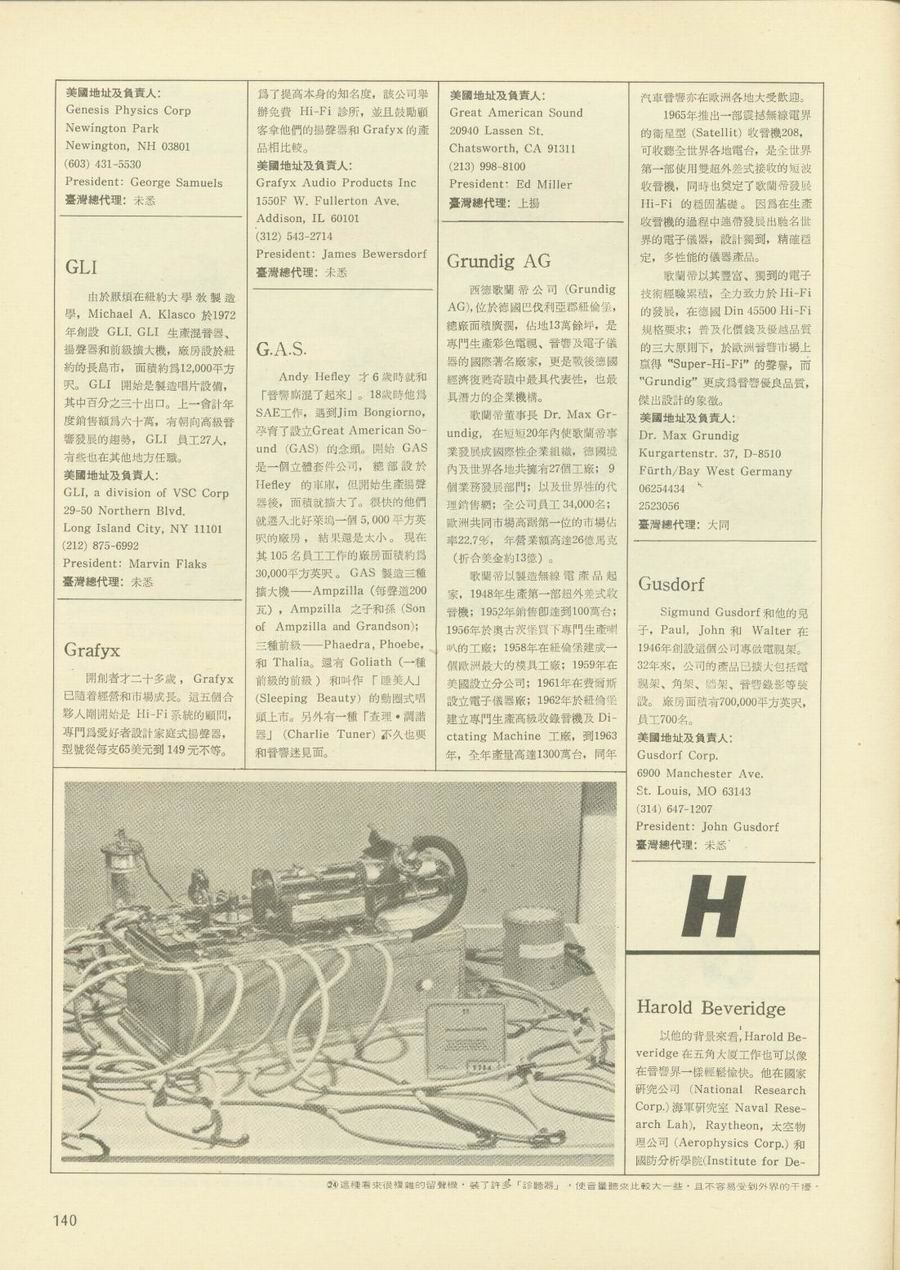 美國地址及負責人：
Genesis Physics Corp
Newington Park
Newington, NH 03801
(603) 431-5530
President: George Samuels
臺灣總代理：未悉
GLI
由於厭煩在紐約大學教製造
學，Michael A. Klasco 於1972
年創設 GLI. GLI 生產混音器、
揚聲器和前級擴大機，廠房設於紐
約的長島市，面積約爲12,000平方
呎。GLI 開始是製造唱片設備，
其中百分之三十出口。上一會計年
度銷售額爲六十萬，有朝向高級音
響發展的趨勢，GLI 員工27人，
有些也在其他地方任職。
美國地址及負責人：
GLI, a division of VSC Corp
29-50 Northern Blvd.
Long Island City, NY 11101
(212) 875-6992
President: Marvin Flaks
臺灣總代理：未悉
Grafyx
開創者才二十多歲，Grafyx
已隨着經營和市場成長。這五個合
夥人剛開始是 Hi-Fi 系統的顧問，
專門爲愛好者設計家庭式揚聲器，
型號從每支65美元到 149 元不等。
爲了提高本身的知名度，該公司舉
辦免費 Hi-Fi 診所，並且鼓勵顧
客拿他們的揚聲器和 Grafyx 的產
品相比較。
美國地址及負責人：
Grafyx Audio Products Inc
1550F W. Fullerton Ave.
Addison, IL 60101
(312) 543-2714
President: James Bewersdorf
臺灣總代理：未悉
G.A.S.
Andy Hefley 才 6 歲時就和
「音響廝混了起來」。18歲時他爲
SAE工作，遇到Jim Bongiorno,
孕育了設立Great American So-
und (GAS) 的念頭。開始 GAS
是一個立體套件公司，總部設於
Hefley 的車庫，但開始生產揚聲
器後，面積就擴大了。很快的他們
就遷入北好萊塢一個 5,000 平方英
呎的廠房，結果還是太小。現在
其 105 名員工工作的廠房面積約爲
30,000平方英呎。GAS 製造三種
擴大機——Ampzilla (每聲道200
瓦)，Ampzilla 之子和孫 (Son
of Ampzilla and Grandson);
三種前級——Phaedra, Phoebe,
和 Thalia。還有 Goliath (一種
前級的前級) 和叫作「睡美人」
(Sleeping Beauty) 的動圈式唱
頭上市。另外有一種「查理•調諧
器」(Charlie Tuner) 不久也要
和音響迷見面。
美國地址及負責人：
Great American Sound
20940 Lassen St.
Chatsworth, CA 91311
(213) 998-8100
President: Ed Miller
臺灣總代理：上揚
Grundig AG
西德歌蘭帝公司 (Grundig
AG),位於德國巴伐利亞郡紐倫堡，
總廠面積廣濶，佔地13萬餘坪，是
專門生產彩色電視、音響及電子儀
器的國際著名廠家，更是戰後德國
經濟復甦奇蹟中最具代表性，也最
具潛力的企業機構。
歌蘭帝董事長 Dr. Max Gr-
undig, 在短短20年內使歌蘭帝事
業發展成國際性企業組織，德國境
內及世界各地共擁有27個工廠；9
個業務發展部門；以及世界性的代
理銷售網；全公司員工 34,000名；
歐洲共同市場高踞第一位的市場佔
率22.7%，年營業額高達26億馬克
（折合美金約13億）。
歌蘭帝以製造無線電產品起
家，1948年生產第一部超外差式收
音機；1952年銷售即達到100萬台；
1956年於奧古茨堡買下專門生產喇
叭的工廠；1958年在紐倫堡建成一
個歐洲最大的模具工廠；1959年在
美國設立分公司；1961年在費爾斯
設立電子儀器廠；1962年於紐倫堡
建立專門生產高級收錄音機及 Di-
ctating Machine 工廠，到1963
年，全年產量高達1300萬台，同年
汽車音響亦在歐洲各地大受歡迎。
1965年推出一部震撼無線電界
的衛星型 (Satellit) 收音機208，
可收聽全世界各地電台，是全世界
第一部使用雙超外差式接收的短波
收音機，同時也奠定了歌蘭帝發展
Hi-Fi 的穩固基礎。因爲在生產
收音機的過程中連帶發展出馳名世
界的電子儀器，設計獨到，精確穩
定，多性能的儀器產品。
歌蘭帝以其豐富、獨到的電子
技術經驗累積，全力致力於 Hi-Fi
的發展，在德國 Din 45500 Hi-Fi
規格要求；普及化價錢及優越品質
的三大原則下，於歐洲音響市場上
贏得 "Super-Hi-Fi" 的聲譽，而
"Grundig" 更成爲音響優良品質，
傑出設計的象徵。
美國地址及負責人：
Dr. Max Grundig
Kurgartenstr. 37, D-8510
Fürth/Bay West Germany
06254434
2523056
臺灣總代理：大同
Gusdorf
Sigmund Gusdorf 和他的兒
子，Paul, John 和 Walter 在
1946年創設這個公司專做電視架。
32年來，公司的產品已擴大包括電
視架、角架、音響錄影等裝
設。廠房面積有700,000平方英呎，
員工700名。
美國地址及負責人：
Gusdorf Corp.
6900 Manchester Ave.
St. Louis, MO 63143
(314) 647-1207
President: John Gusdorf
臺灣總代理：未悉
H
Harold Beveridge
以他的背景來看, Harold Be-
veridge 在五角大廈工作也可以像
在音響界一樣輕鬆愉快。他在國家
研究公司 (National Research
Corp.) 海軍研究室 Naval Rese-
arch Lah), Raytheon, 太空物
理公司 (Aerophysics Corp.) 和
國防分析學院(Institute for De-
㉔這種看來很複雜的留聲機，裝了許多「診聽器」，使音量聽來比較大一些，且不容易受到外界的干擾。
140